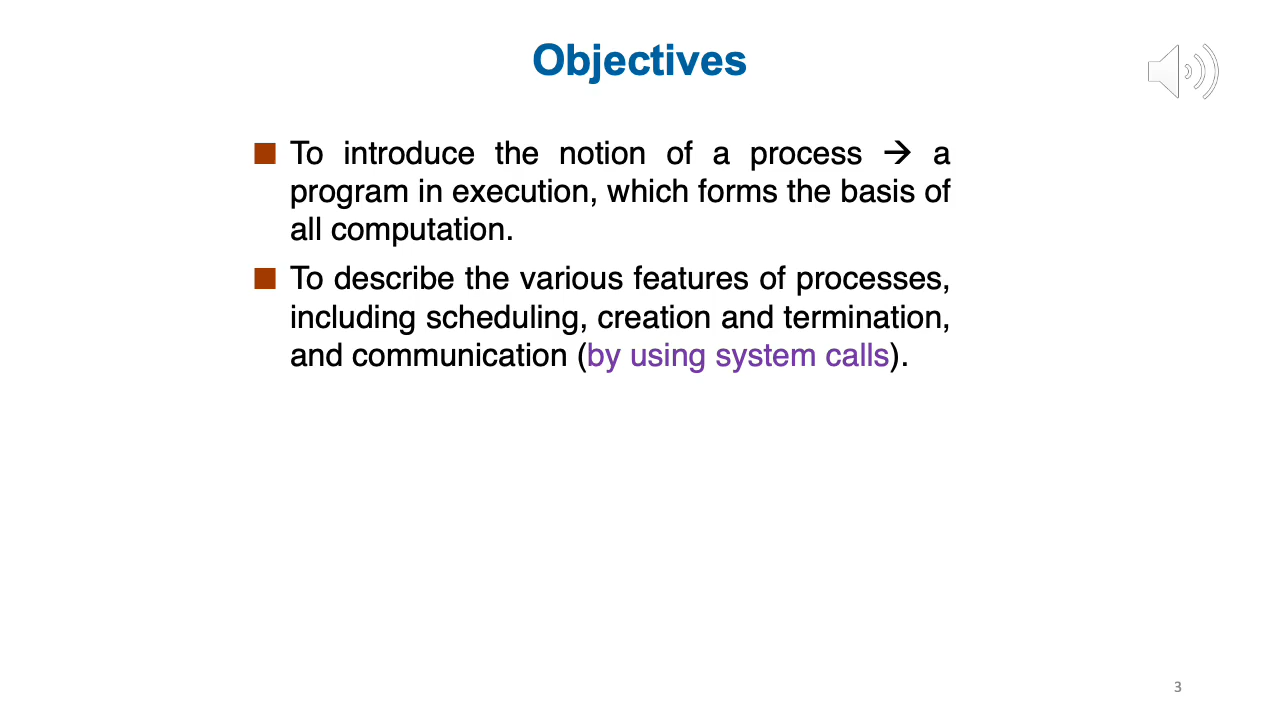 Objectives
To introduce the notion of a process → a
program in execution, which forms the basis of
all computation.
To describe the various features of processes,
including scheduling, creation and termination,
and communication (by using system calls).
3